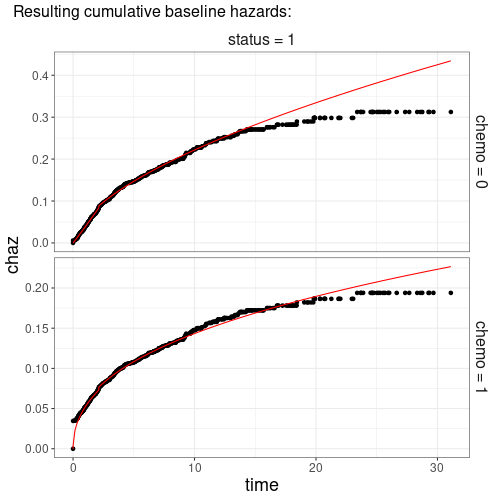 Resulting cumulative baseline hazards:
status = 1
0.4
0.3
0.2
0.1
0.0
chemo = 0
chaz
0.20
0.15
0.10
0.05
0.00
chemo = 1
0
10
20
30
time